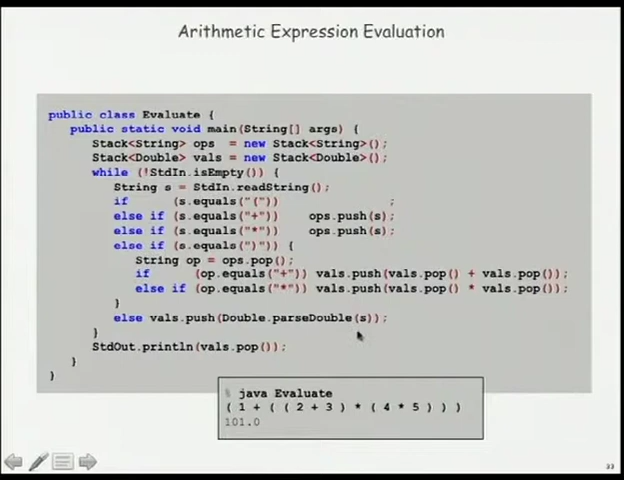 Arithmetic Expression Evaluation
public class Evaluate {
public static void main(String[] args) {
Stack<String> ops = new Stack<String>();
Stack<Double> vals = new Stack<Double>();
while (!StdIn.isEmpty()) {
String s = StdIn.readString();
if (s.equals("(")) ;
else if (s.equals("+")) ops.push(s);
else if (s.equals("*")) ops.push(s);
else if (s.equals(")")) {
String op = ops.pop();
if (op.equals("+")) vals.push(vals.pop() + vals.pop());
else if (op.equals("*")) vals.push(vals.pop() * vals.pop());
}
else vals.push(Double.parseDouble(s));
}
StdOut.println(vals.pop());
}
}
% java Evaluate
( 1 + ( ( 2 + 3 ) * ( 4 * 5 ) ) )
101.0
33